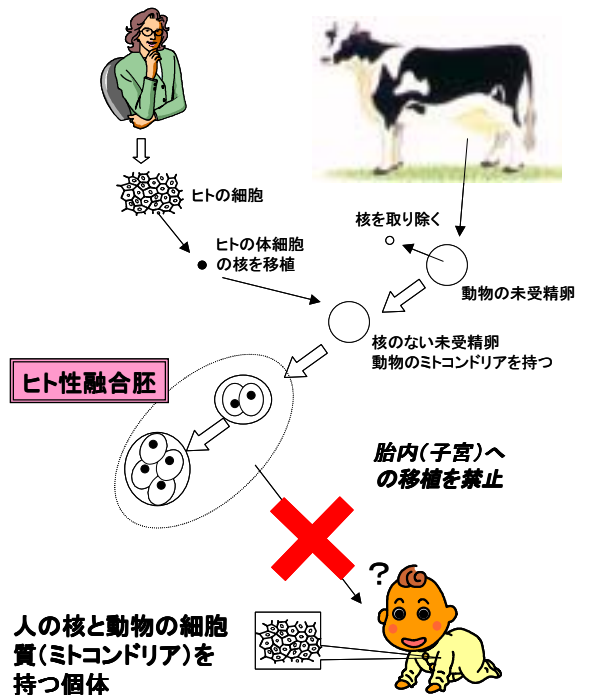 ヒトの細胞
核を取り除く
ヒトの体細胞
の核を移植
動物の未受精卵
核のない未受精卵
動物のミトコンドリアを持つ
ヒト性融合胚
胎内(子宮)へ
の移植を禁止
?
人の核と動物の細胞
質(ミトコンドリア)を
持つ個体